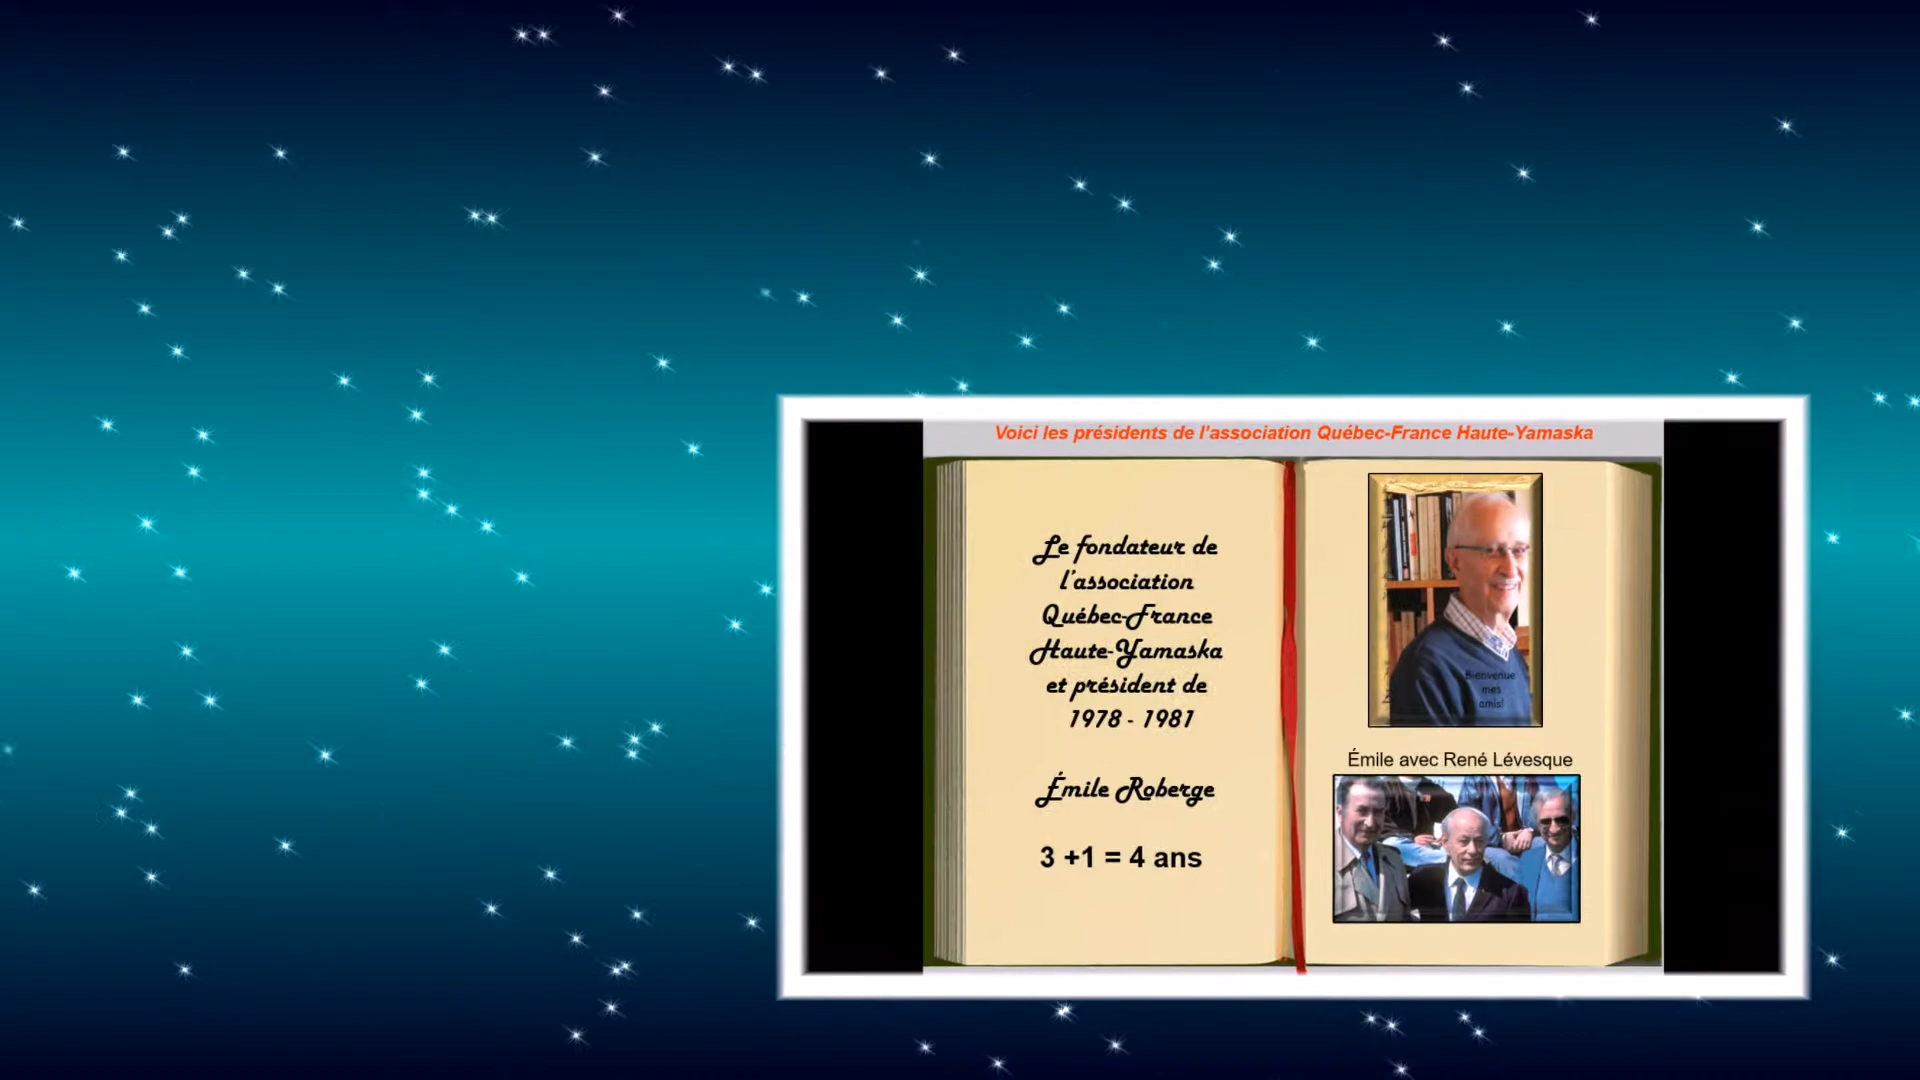 Voici les présidents de l'association Québec-France Haute-Yamaska
Le fondateur de
l'association
Québec-France
Haute-Yamaska
et président de
1978 - 1981
Émile Roberge
3 +1 = 4 ans
Bienvenue
mes
amis!
Émile avec René Lévesque